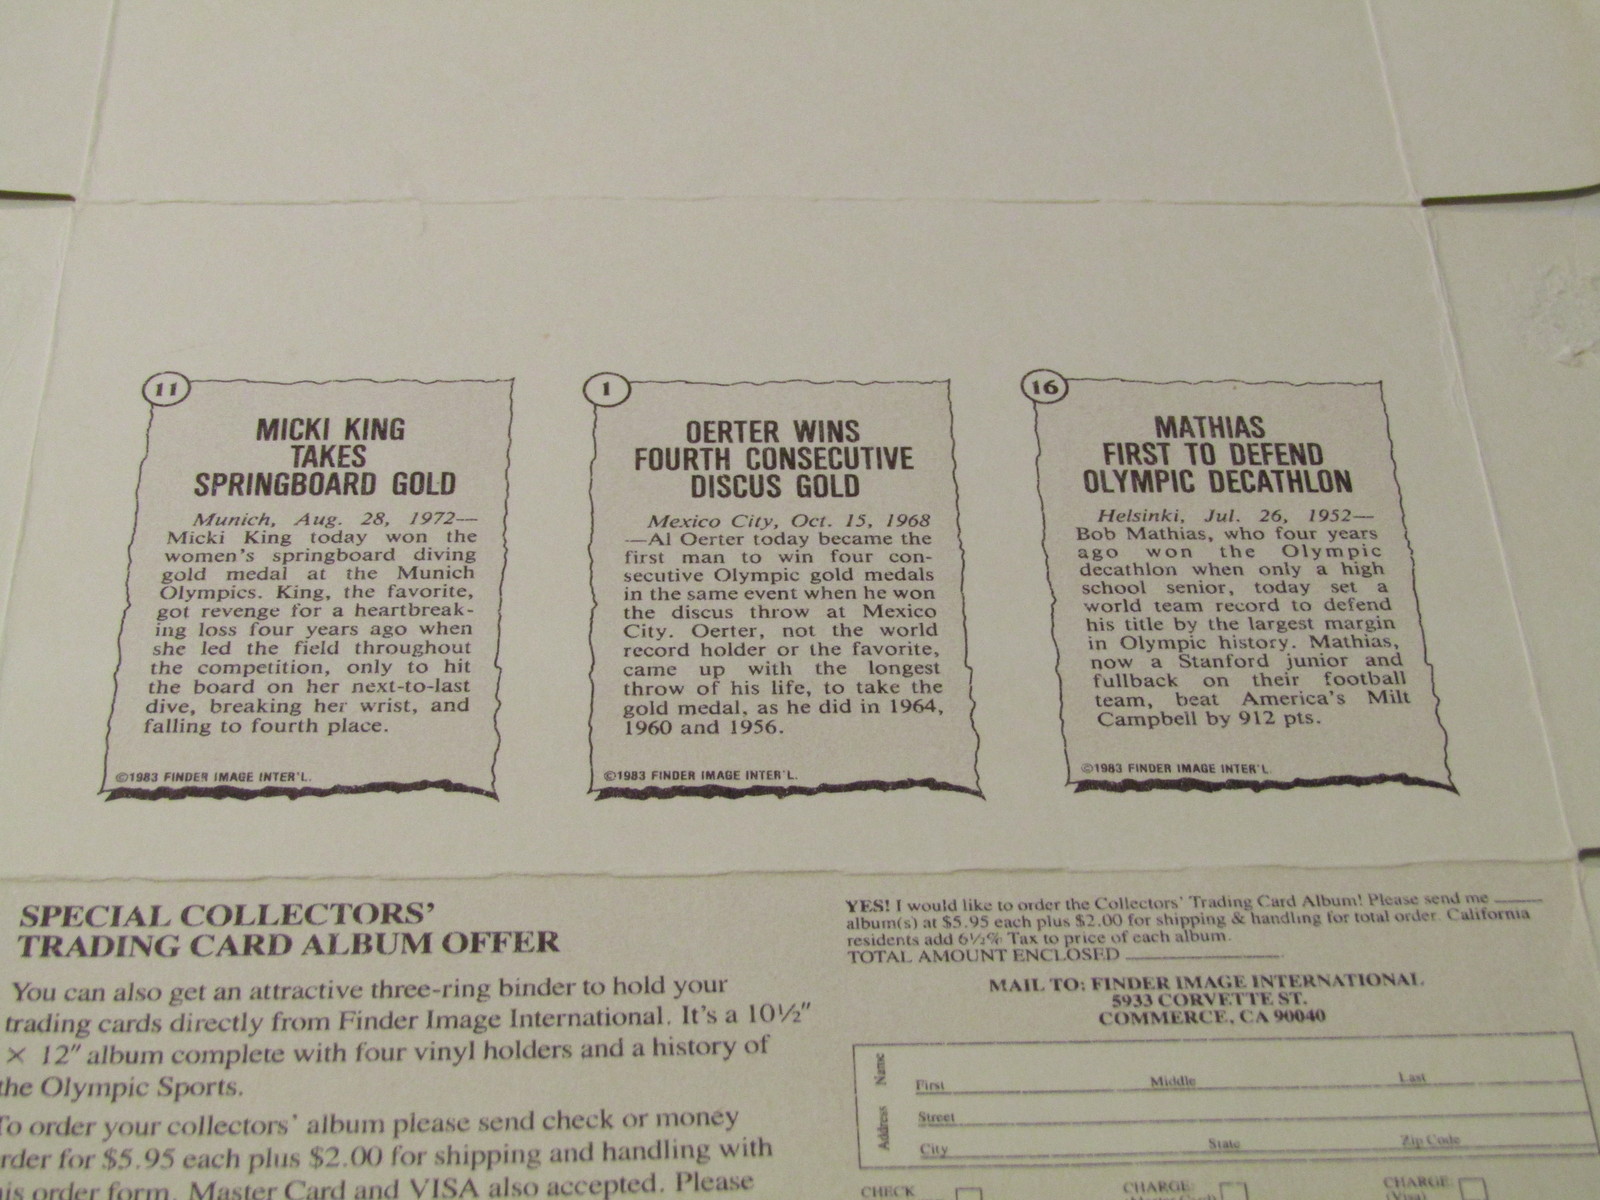 11
MICKI KING
TAKES
SPRINGBOARD GOLD
Munich, Aug. 28, 1972—
Micki King today won the
women's springboard diving
gold medal at the Munich
Olympics. King, the favorite,
got revenge for a heartbreak-
ing loss four years ago when
she led the field throughout
the competition, only to hit
the board on her next-to-last
dive, breaking her wrist, and
falling to fourth place.
©1983 FINDER IMAGE INTER'L.
1
OERTER WINS
FOURTH CONSECUTIVE
DISCUS GOLD
Mexico City, Oct. 15, 1968
—Al Oerter today became the
first man to win four con-
secutive Olympic gold medals
in the same event when he won
the discus throw at Mexico
City. Oerter, not the world
record holder or the favorite,
came up with the longest
throw of his life, to take the
gold medal, as he did in 1964,
1960 and 1956.
©1983 FINDER IMAGE INTER'L.
16
MATHIAS
FIRST TO DEFEND
OLYMPIC DECATHLON
Helsinki, Jul. 26, 1952—
Bob Mathias, who four years
ago won the Olympic
decathlon when only a high
school senior, today set a
world team record to defend
his title by the largest margin
in Olympic history. Mathias,
now a Stanford junior and
fullback on their football
team, beat America's Milt
Campbell by 912 pts.
©1983 FINDER IMAGE INTER'L
SPECIAL COLLECTORS'
TRADING CARD ALBUM OFFER
You can also get an attractive three-ring binder to hold your
trading cards directly from Finder Image International. It's a 10½"
× 12" album complete with four vinyl holders and a history of
the Olympic Sports.
To order your collectors' album please send check or money
rder for $5.95 each plus $2.00 for shipping and handling with
is order form. Master Card and VISA also accepted. Please
YES! I would like to order the Collectors' Trading Card Album! Please send me
album(s) at $5.95 each plus $2.00 for shipping & handling for total order. California
residents add 6½% Tax to price of each album.
TOTAL AMOUNT ENCLOSED
MAIL TO: FINDER IMAGE INTERNATIONAL
5933 CORVETTE ST.
COMMERCE, CA 90040
Name
First Middle Last
Address
Street
City State Zip Code
CHECK CHARGE CHARGE
(Visa)